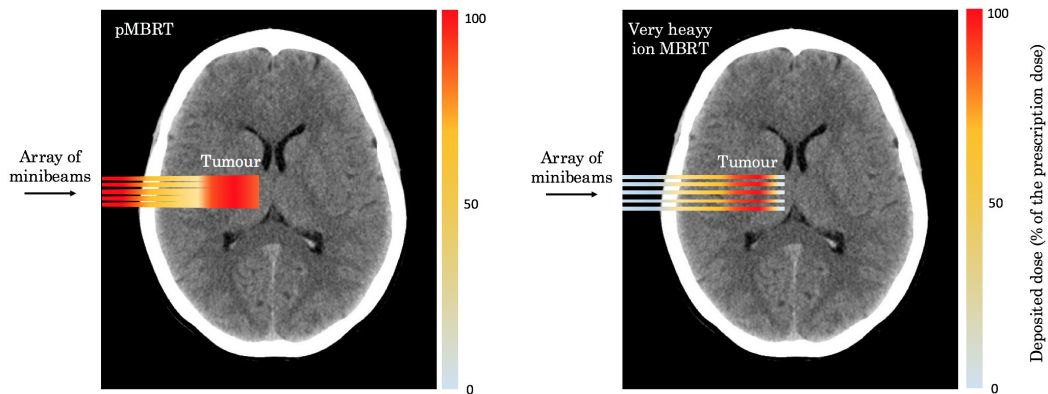 pMBRT
Array of
minibeams
Tumour
100
50
0
Very heayy
ion MBRT
Array of
minibeams
Tumour
100
50
0
Deposited dose (% of the prescription dose)